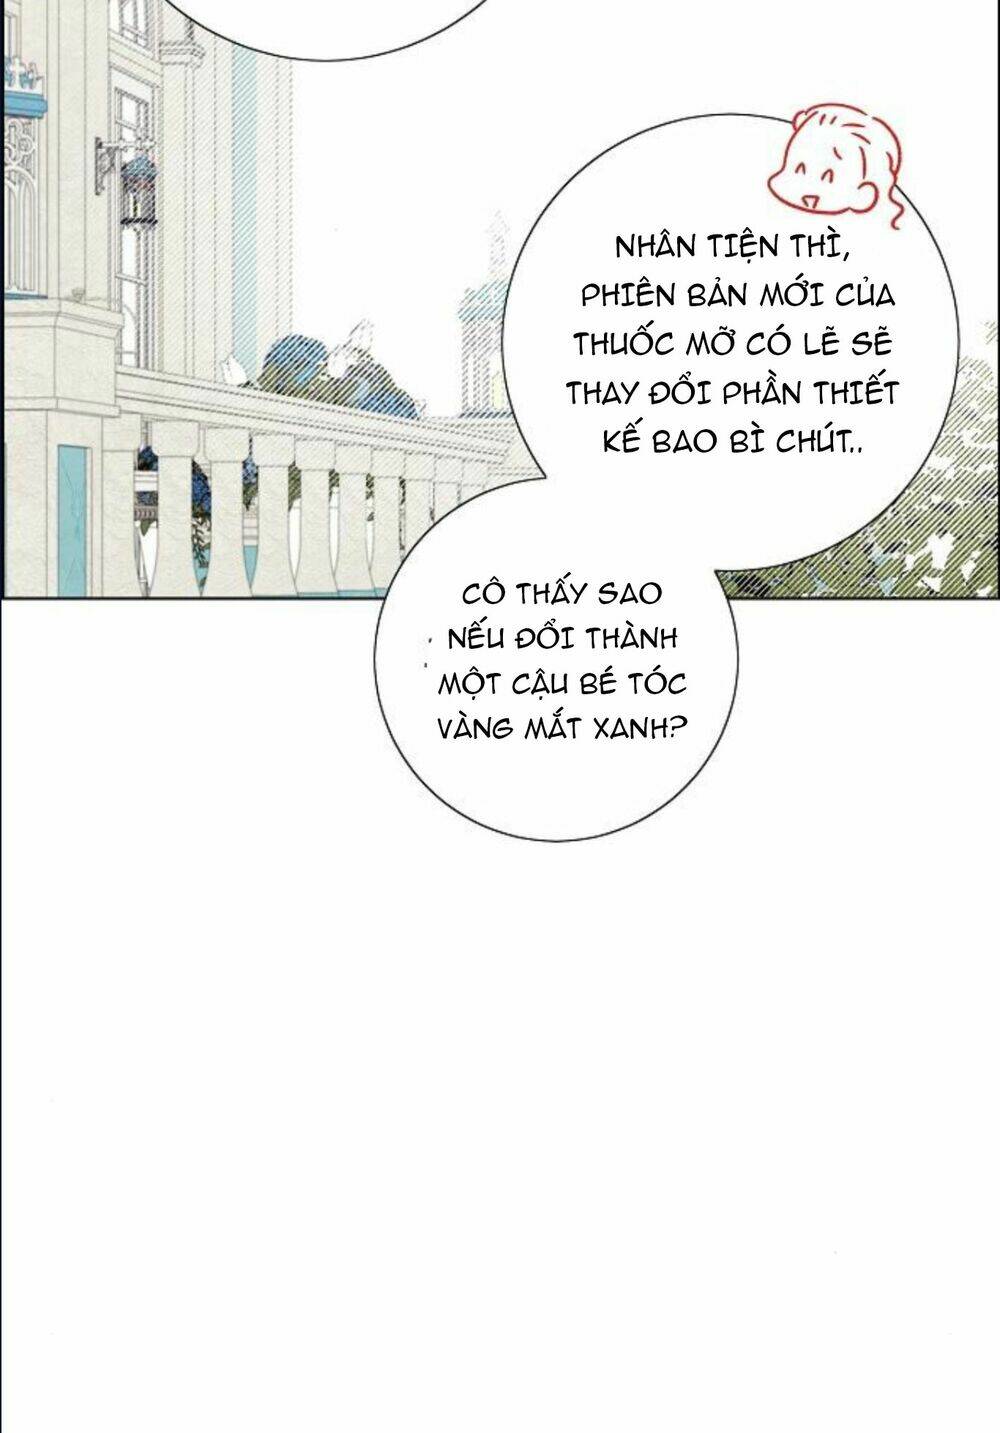 NHÂN TIỆN THÌ,
PHIÊN BẢN MỚI CỦA
THUỐC MỠ CÓ LẼ SẼ
THAY ĐỔI PHẦN THIẾT
KẾ BAO BÌ CHÚT..
CÔ THẤY SAO
NẾU ĐỔI THÀNH
MỘT CẬU BÉ TÓC
VÀNG MẮT XANH?